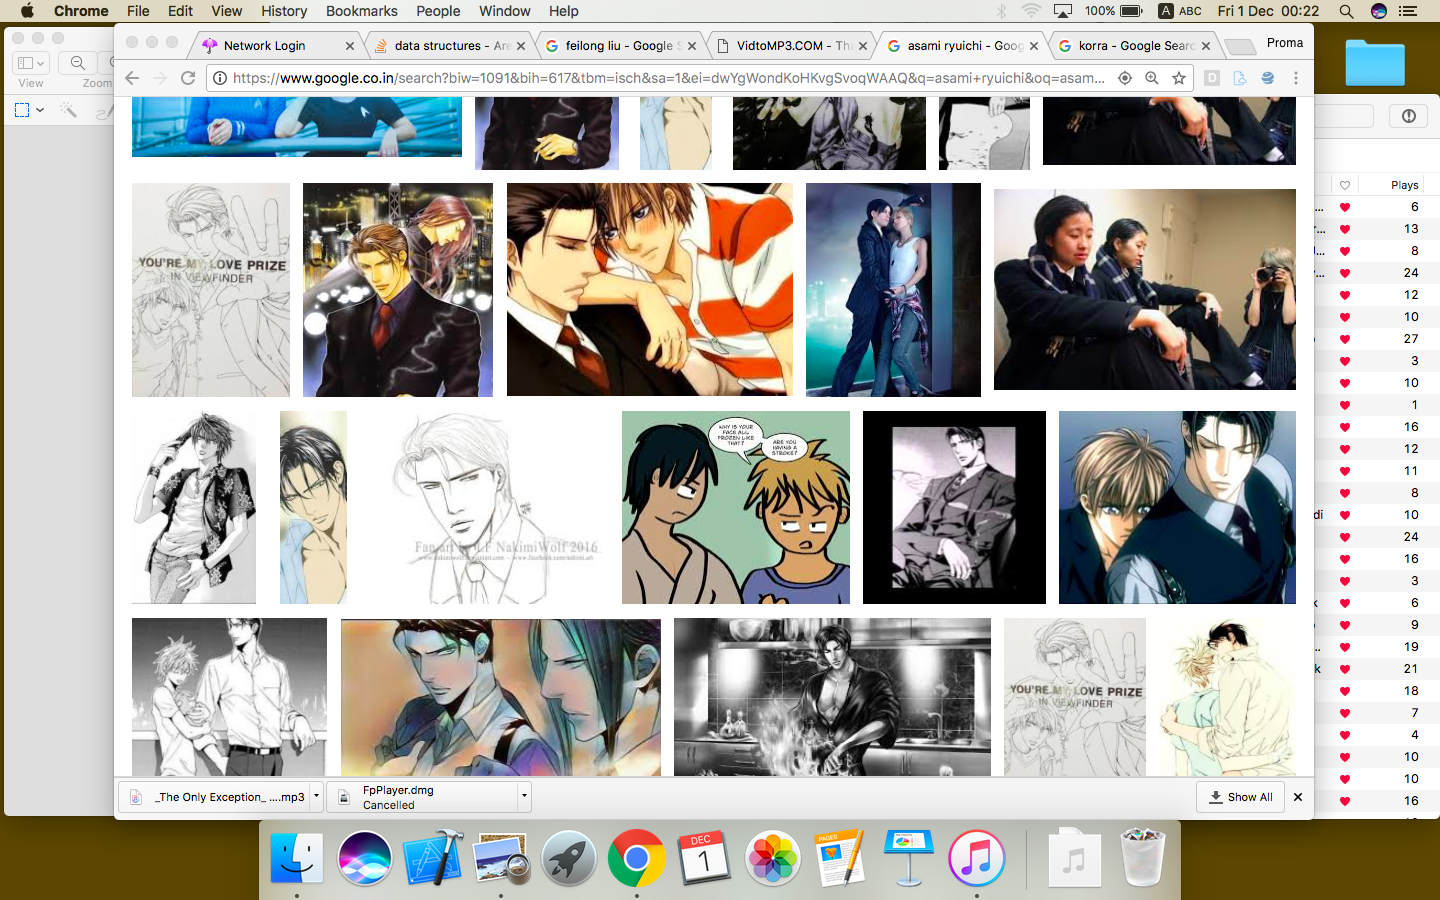 Chrome File Edit View History Bookmarks People Window Help 100% A ABC Fri 1 Dec 00:22
Network Login
data structures - Are
feilong liu - Google S
VidtoMP3.COM - Tha
asami ryuichi - Goog
korra - Google Searc
Proma
https://www.google.co.in/search?biw=1091&bih=617&tbm=isch&sa=1&ei=dwYgWondKoHKvgSvoqWAAQ&q=asami+ryuichi&oq=asam...
View
Zoom
Plays
6
13
8
24
12
10
27
3
10
1
16
12
11
8
di 10
24
16
3
k 6
9
19
k 21
18
7
4
10
10
16
YOU'RE MY LOVE PRIZE
IN VIEWFINDER
WHY IS YOUR
FACE ALL
FROZEN LIKE
THAT?
ARE YOU
HAVING A
STROKE?
Fan art by LF NakimiWolf 2016
YOU'RE MY LOVE PRIZE
IN VIEWFINDER
_The Only Exception_ ....mp3
FpPlayer.dmg
Cancelled
Show All
DEC
1
PAGES